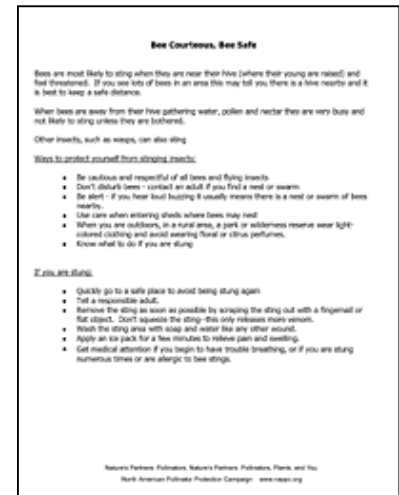 Bee Courteous, Bee Safe
Bees are most likely to sting when they are near their hive (where their young are raised) and
feel threatened. If you see lots of bees in an area this may tell you there is a hive nearby and it
is best to keep a safe distance.
When bees are away from their hive gathering water, pollen and nectar they are very busy and
not likely to sting unless they are bothered.
Other insects, such as wasps, can also sting
Ways to protect yourself from stinging insects:
• Be cautious and respectful of all bees and flying insects
• Don't disturb bees - contact an adult if you find a nest or swarm
• Be alert - if you hear loud buzzing it usually means there is a nest or swarm of bees
nearby.
• Use care when entering sheds where bees may nest
• When you are outdoors, in a rural area, a park or wilderness reserve wear light-
colored clothing and avoid wearing floral or citrus perfumes.
• Know what to do if you are stung
If you are stung:
• Quickly go to a safe place to avoid being stung again
• Tell a responsible adult.
• Remove the sting as soon as possible by scraping the sting out with a fingernail or
flat object. Don't squeeze the sting-this only releases more venom.
• Wash the sting area with soap and water like any other wound.
• Apply an ice pack for a few minutes to relieve pain and swelling.
• Get medical attention if you begin to have trouble breathing, or if you are stung
numerous times or are allergic to bee stings.
Nature's Partners: Pollinators, Nature's Partners: Pollinators, Plants, and You
North American Pollinator Protection Campaign www.nappc.org